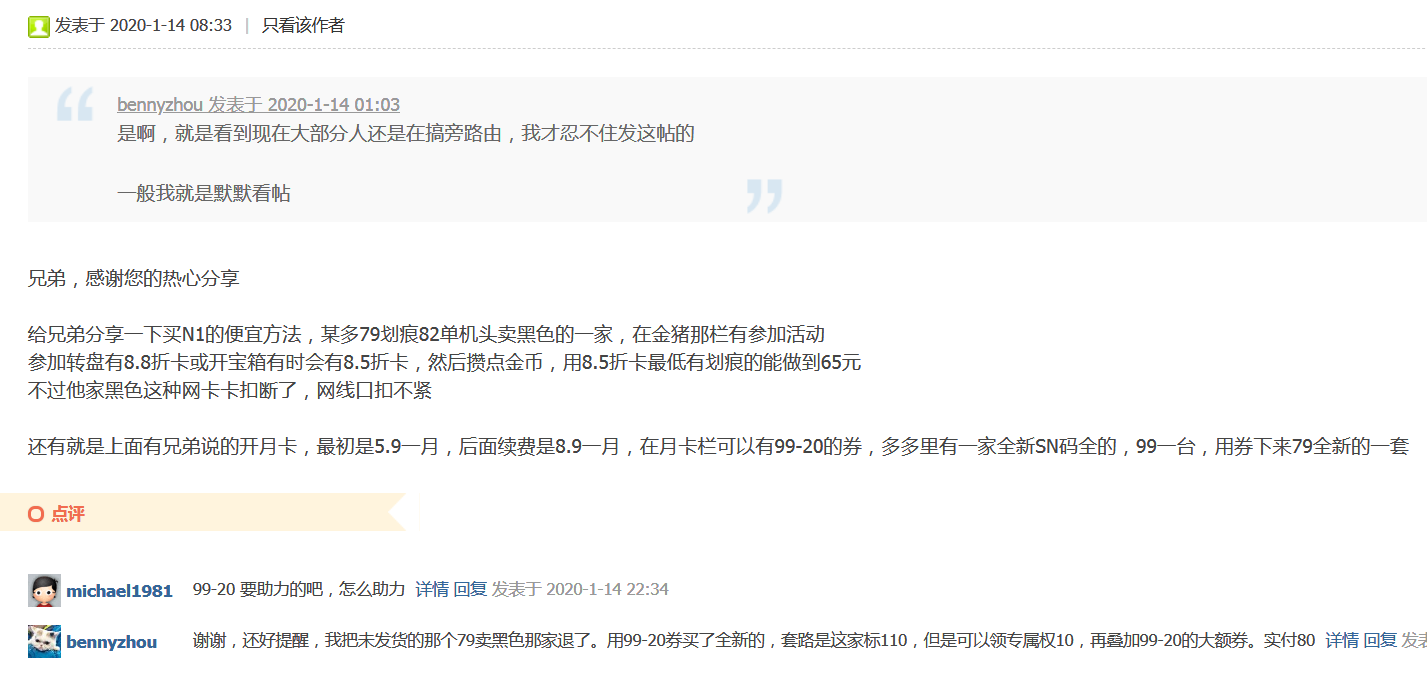 发表于 2020-1-14 08:33 | 只看该作者
bennyzhou 发表于 2020-1-14 01:03
是啊，就是看到现在大部分人还是在搞旁路由，我才忍不住发这帖的
一般我就是默默看帖
兄弟，感谢您的热心分享
给兄弟分享一下买N1的便宜方法，某多79划痕82单机头卖黑色的一家，在金猪那栏有参加活动
参加转盘有8.8折卡或开宝箱有时会有8.5折卡，然后攒点金币，用8.5折卡最低有划痕的能做到65元
不过他家黑色这种网卡卡扣断了，网线口扣不紧
还有就是上面有兄弟说的开月卡，最初是5.9一月，后面续费是8.9一月，在月卡栏可以有99-20的券，多多里有一家全新SN码全的，99一台，用券下来79全新的一套
点评
michael1981 99-20 要助力的吧，怎么助力 详情 回复 发表于 2020-1-14 22:34
bennyzhou 谢谢，还好提醒，我把未发货的那个79卖黑色那家退了。用99-20券买了全新的，套路是这家标110，但是可以领专属权10，再叠加99-20的大额券。实付80 详情 回复 发表